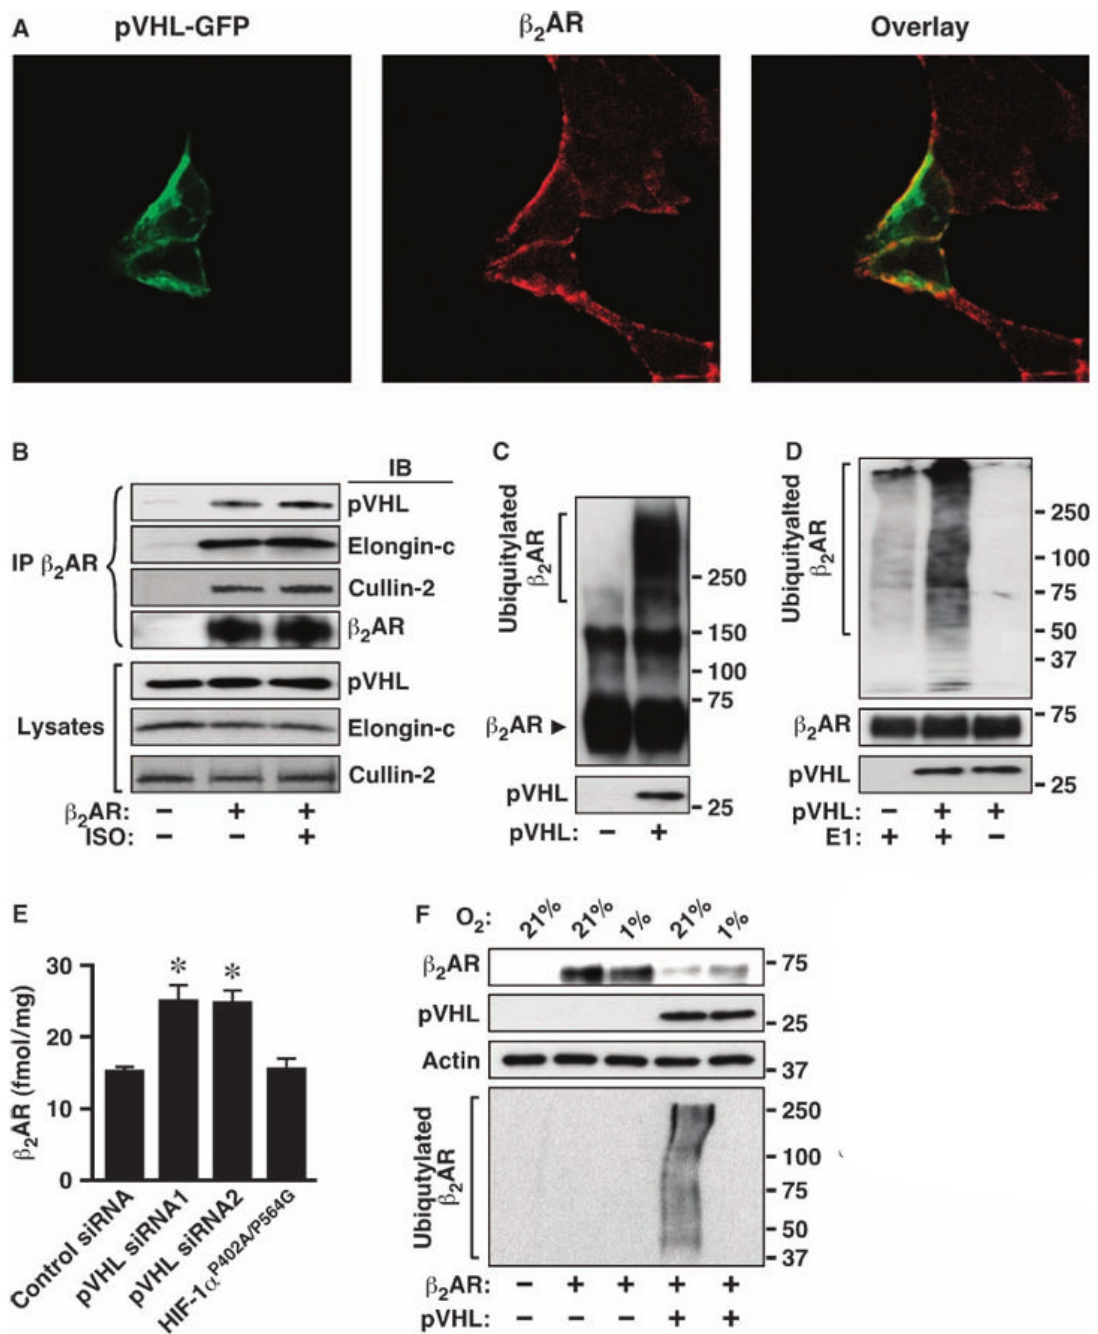 A pVHL-GFP β₂AR Overlay
B
IB
pVHL
Elongin-c
IP β₂AR
Cullin-2
β₂AR
pVHL
Lysates
Elongin-c
Cullin-2
β₂AR: − + +
ISO: − − +
C
Ubiquitylated
β₂AR
250
150
100
75
β₂AR
pVHL
25
pVHL: − +
D
Ubiquityalted
β₂AR
250
100
75
50
37
β₂AR 75
pVHL 25
pVHL: − + +
E1: + + −
E
β₂AR (fmol/mg)
30
20
10
0
* *
Control siRNA
pVHL siRNA1
pVHL siRNA2
HIF-1α^P402A/P564G
F O₂: 21% 21% 1% 21% 1%
β₂AR 75
pVHL 25
Actin 37
Ubiqutylated
β₂AR
250
100
75
50
37
β₂AR: − + + + +
pVHL: − − − + +